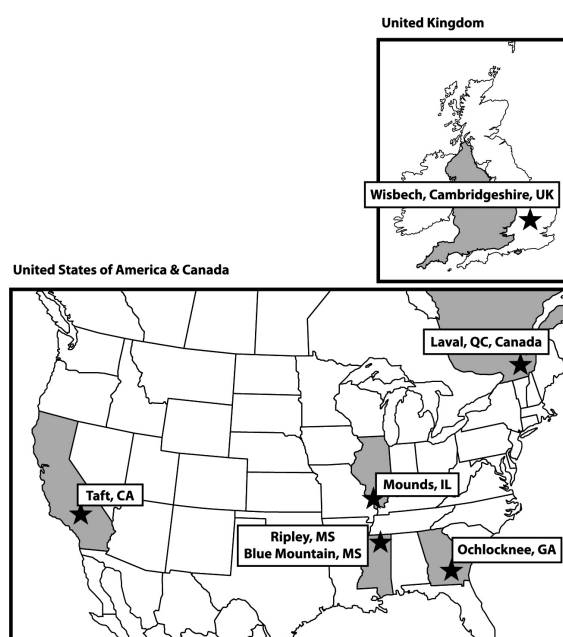 United Kingdom
Wisbech, Cambridgeshire, UK
United States of America & Canada
Laval, QC, Canada
Taft, CA
Mounds, IL
Ripley, MS
Blue Mountain, MS
Ochlocknee, GA